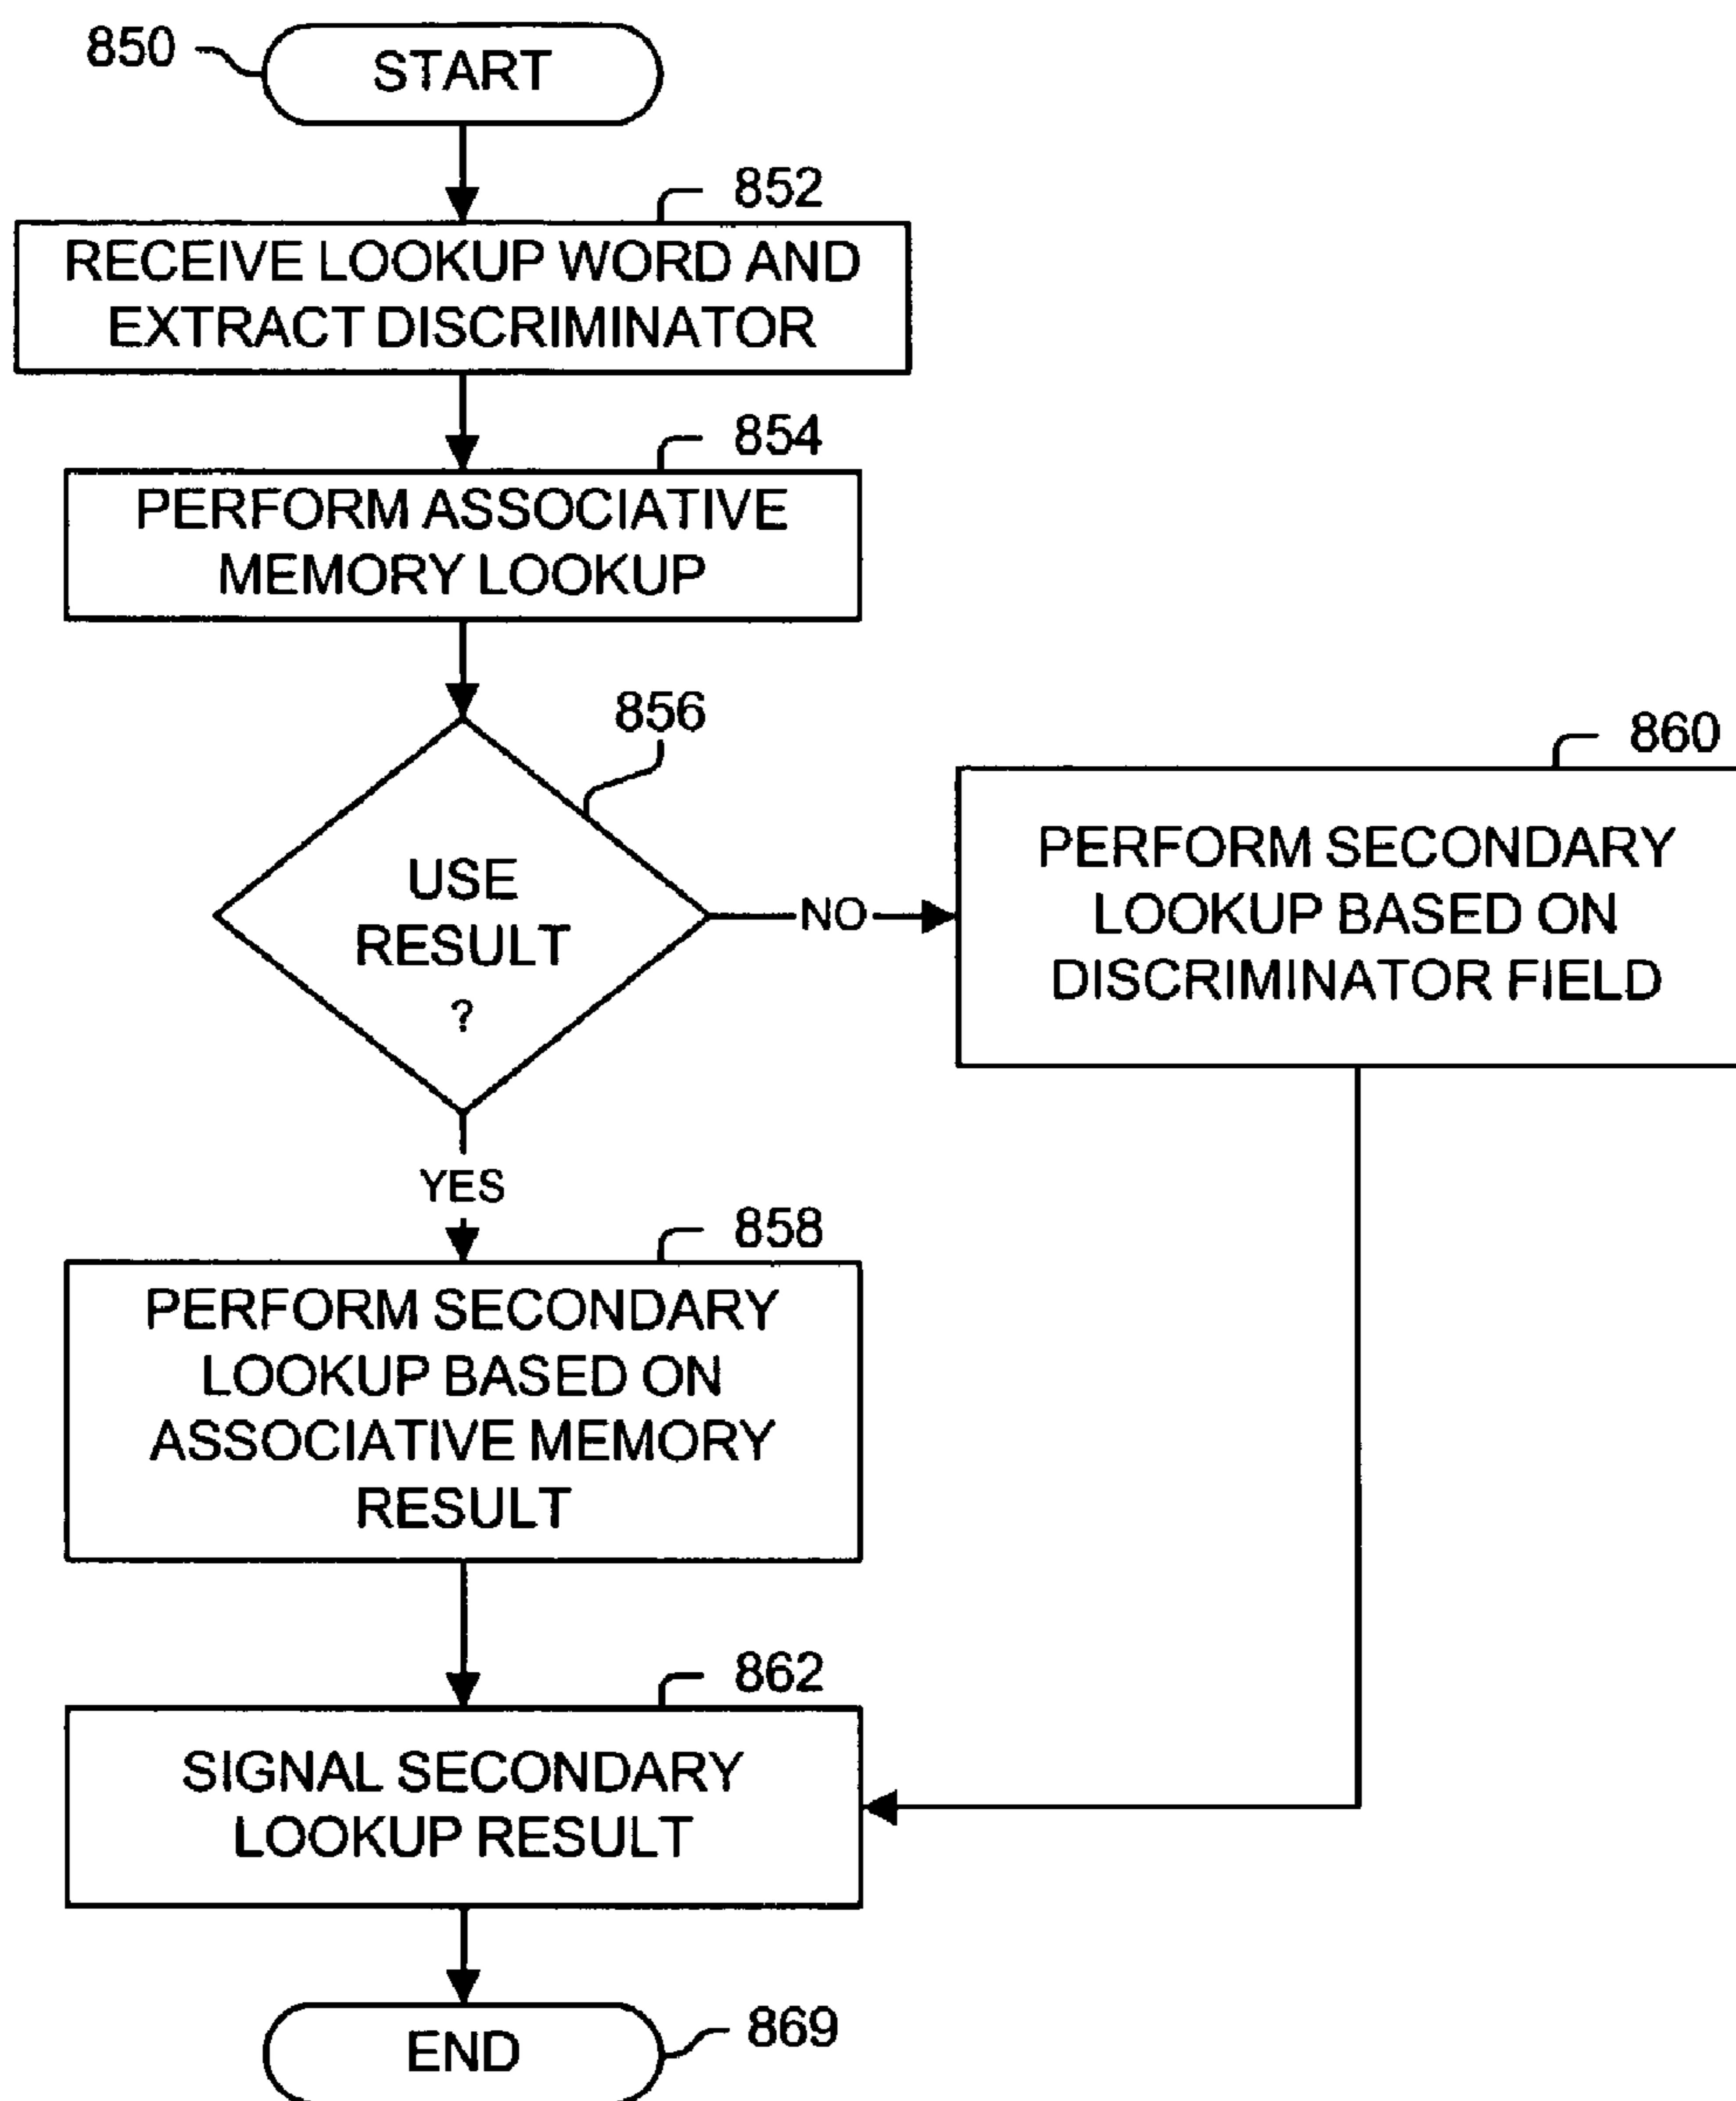 850
START
852
RECEIVE LOOKUP WORD AND
EXTRACT DISCRIMINATOR
854
PERFORM ASSOCIATIVE
MEMORY LOOKUP
856
USE
RESULT
?
NO
860
PERFORM SECONDARY
LOOKUP BASED ON
DISCRIMINATOR FIELD
YES
858
PERFORM SECONDARY
LOOKUP BASED ON
ASSOCIATIVE MEMORY
RESULT
862
SIGNAL SECONDARY
LOOKUP RESULT
END
869